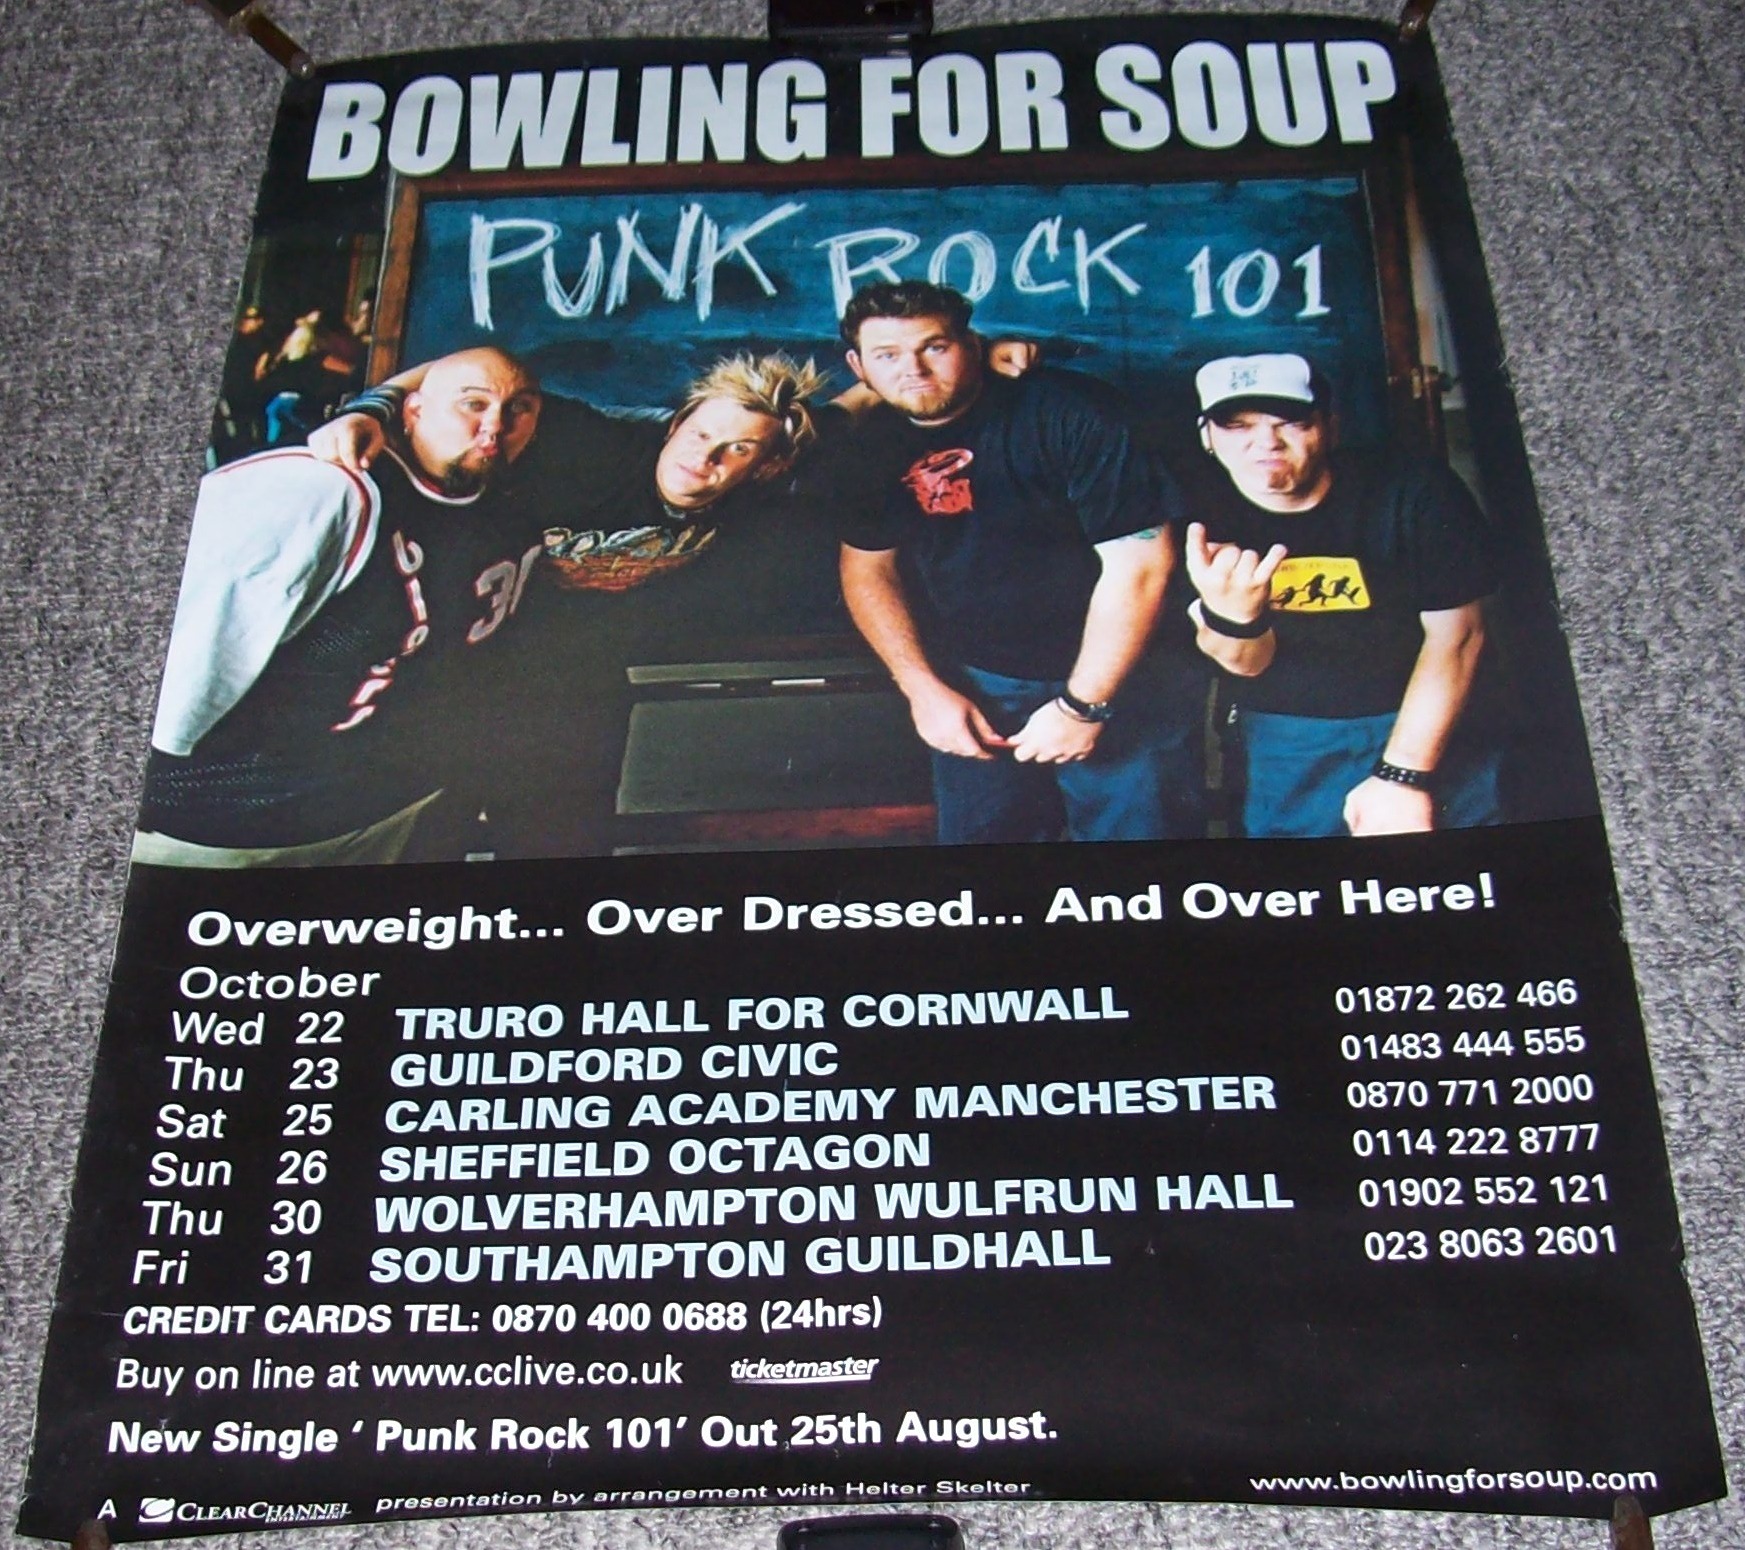 BOWLING FOR SOUP
PUNK ROCK 101
Overweight... Over Dressed... And Over Here!
October
Wed 22 TRURO HALL FOR CORNWALL 01872 262 466
Thu 23 GUILDFORD CIVIC 01483 444 555
Sat 25 CARLING ACADEMY MANCHESTER 0870 771 2000
Sun 26 SHEFFIELD OCTAGON 0114 222 8777
Thu 30 WOLVERHAMPTON WULFRUN HALL 01902 552 121
Fri 31 SOUTHAMPTON GUILDHALL 023 8063 2601
CREDIT CARDS TEL: 0870 400 0688 (24hrs)
Buy on line at www.cclive.co.uk ticketmaster
New Single ‘ Punk Rock 101’ Out 25th August.
A CLEARCHANNEL ENTERTAINMENT presentation by arrangement with Helter Skelter www.bowlingforsoup.com